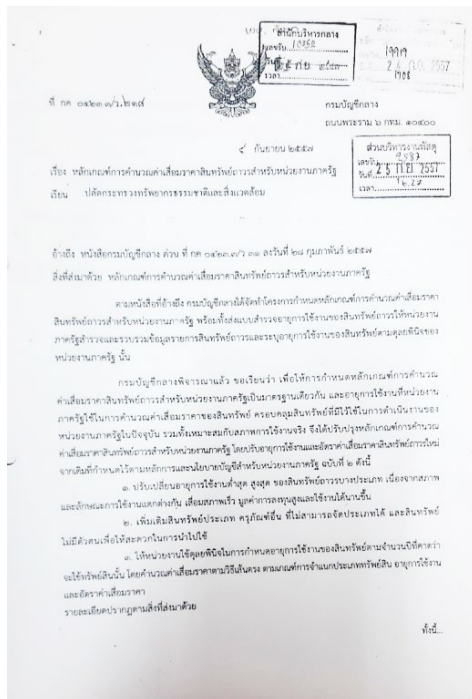 สำนักบริหารกลาง
เลขรับ
วันที่
เวลา
ที่ กค ๐๔๒๓.๓/ว.
กรมบัญชีกลาง
ถนนพระราม ๖ กทม. ๑๐๔๐๐
กันยายน ๒๕๕๗
ส่วนบริหารงานพัสดุ
เลขรับ
วันที่ 25 ก.ย. 2557
เวลา
เรื่อง หลักเกณฑ์การคำนวณค่าเสื่อมราคาสินทรัพย์ถาวรสำหรับหน่วยงานภาครัฐ
เรียน ปลัดกระทรวงทรัพยากรธรรมชาติและสิ่งแวดล้อม
อ้างถึง หนังสือกรมบัญชีกลาง ด่วน ที่ กค ๐๔๒๓.๓/ว ๓๑ ลงวันที่ ๒๘ กุมภาพันธ์ ๒๕๕๗
สิ่งที่ส่งมาด้วย หลักเกณฑ์การคำนวณค่าเสื่อมราคาสินทรัพย์ถาวรสำหรับหน่วยงานภาครัฐ
ตามหนังสือที่อ้างถึง กรมบัญชีกลางได้จัดทำโครงการกำหนดหลักเกณฑ์การคำนวณค่าเสื่อมราคา
สินทรัพย์ถาวรสำหรับหน่วยงานภาครัฐ พร้อมทั้งส่งแบบสำรวจอายุการใช้งานของสินทรัพย์ถาวรให้หน่วยงาน
ภาครัฐสำรวจและรวบรวมข้อมูลรายการสินทรัพย์ถาวรและระบุอายุการใช้งานของสินทรัพย์ตามดุลยพินิจของ
หน่วยงานภาครัฐ นั้น
กรมบัญชีกลางพิจารณาแล้ว ขอเรียนว่า เพื่อให้การกำหนดหลักเกณฑ์การคำนวณ
ค่าเสื่อมราคาสินทรัพย์ถาวรสำหรับหน่วยงานภาครัฐเป็นมาตรฐานเดียวกัน และอายุการใช้งานที่หน่วยงาน
ภาครัฐใช้ในการคำนวณค่าเสื่อมราคาของสินทรัพย์ ครอบคลุมสินทรัพย์ที่มีไว้ใช้ในการดำเนินงานของ
หน่วยงานภาครัฐในปัจจุบัน รวมทั้งเหมาะสมกับสภาพการใช้งานจริง จึงได้ปรับปรุงหลักเกณฑ์การคำนวณ
ค่าเสื่อมราคาสินทรัพย์ถาวรสำหรับหน่วยงานภาครัฐ โดยปรับอายุการใช้งานและอัตราค่าเสื่อมราคาสินทรัพย์ถาวรใหม่
จากเดิมที่กำหนดไว้ตามหลักการและนโยบายบัญชีสำหรับหน่วยงานภาครัฐ ฉบับที่ ๒ ดังนี้
๑. ปรับเปลี่ยนอายุการใช้งานต่ำสุด สูงสุด ของสินทรัพย์ถาวรบางประเภท เนื่องจากสภาพ
และลักษณะการใช้งานแตกต่างกัน เสื่อมสภาพเร็ว มูลค่าการลงทุนสูงและใช้งานได้นานขึ้น
๒. เพิ่มเติมสินทรัพย์ประเภท ครุภัณฑ์อื่น ที่ไม่สามารถจัดประเภทได้ และสินทรัพย์
ไม่มีตัวตนเพื่อให้สะดวกในการนำไปใช้
๓. ให้หน่วยงานใช้ดุลยพินิจในการกำหนดอายุการใช้งานของสินทรัพย์ตามจำนวนปีที่คาดว่า
จะใช้ทรัพย์สินนั้น โดยคำนวณค่าเสื่อมราคาตามวิธีเส้นตรง ตามเกณฑ์การจำแนกประเภททรัพย์สิน อายุการใช้งาน
และอัตราค่าเสื่อมราคา
รายละเอียดปรากฏตามสิ่งที่ส่งมาด้วย
ทั้งนี้...